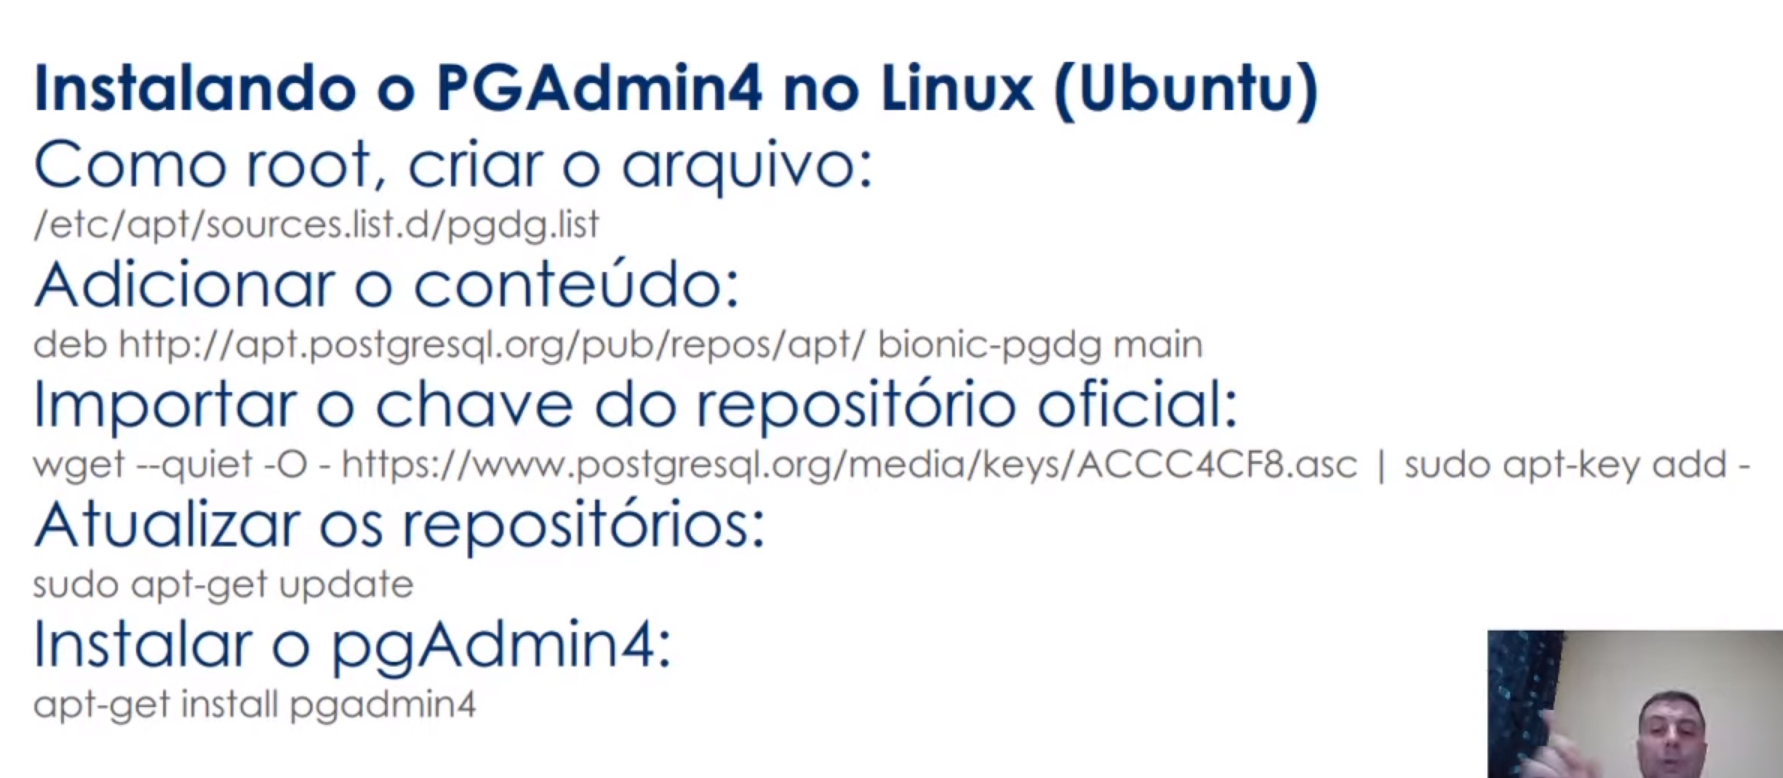 Instalando o PGAdmin4 no Linux (Ubuntu)
Como root, criar o arquivo:
/etc/apt/sources.list.d/pgdg.list
Adicionar o conteúdo:
deb http://apt.postgresql.org/pub/repos/apt/ bionic-pgdg main
Importar o chave do repositório oficial:
wget --quiet -O - https://www.postgresql.org/media/keys/ACCC4CF8.asc | sudo apt-key add -
Atualizar os repositórios:
sudo apt-get update
Instalar o pgAdmin4:
apt-get install pgadmin4